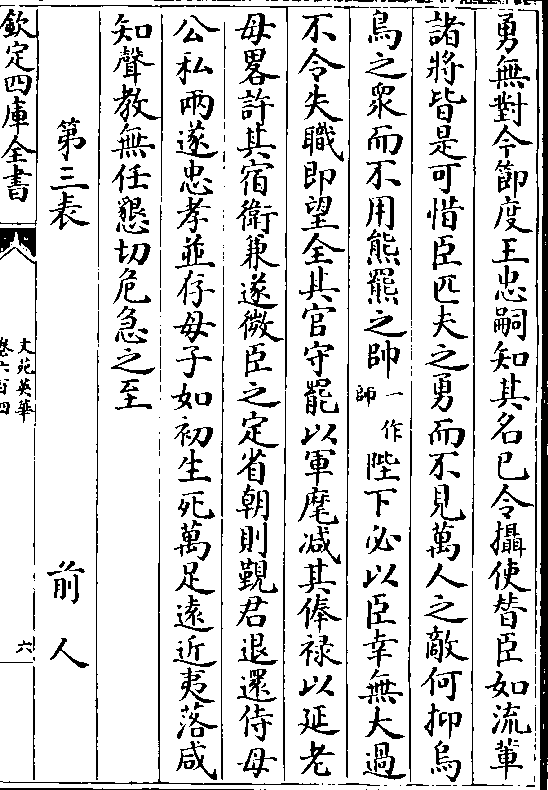 勇無對今節度王忠嗣知其名已令攝使替臣如流輩
諸將皆是可惜臣匹夫之勇而不見萬人之敵何抑烏
鳥之衆而不用熊羆之帥一作師陛下必以臣幸無大過
不令失職即望全其官守罷以軍麾减其俸祿以延老
母畧許其宿衛兼遂微臣之定省朝則覲君退還侍母
公私兩遂忠孝並存母子如初生死萬足遠近夷落咸
知聲教無任懇切危急之至
第三表　前人
欽定四庫全書
文苑英華
卷六百四
六